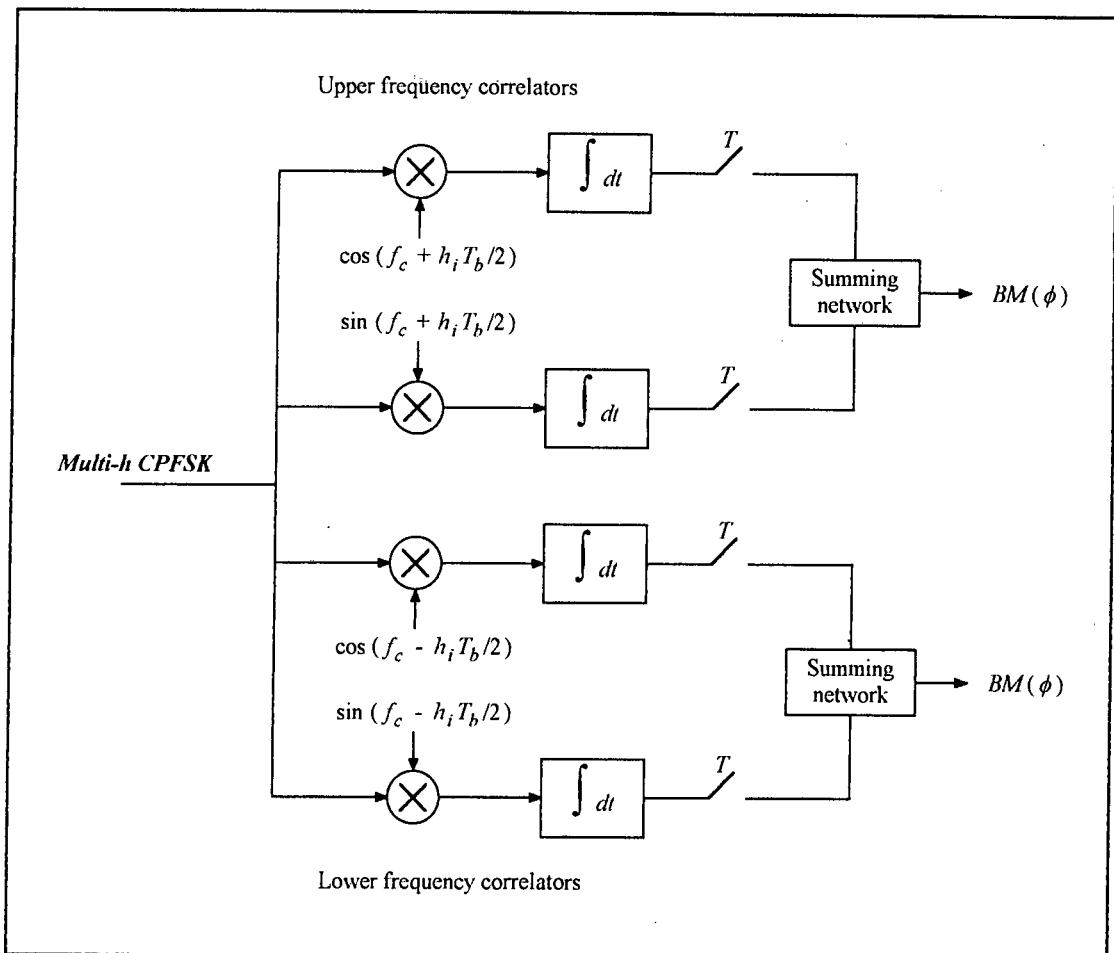 Upper frequency correlators
T
∫ dt
cos (f_c + h_i T_b/2)
Summing
network
BM(ϕ)
sin (f_c + h_i T_b/2)
T
∫ dt
Multi-h CPFSK
T
∫ dt
cos (f_c - h_i T_b/2)
Summing
network
BM(ϕ)
sin (f_c - h_i T_b/2)
T
∫ dt
Lower frequency correlators